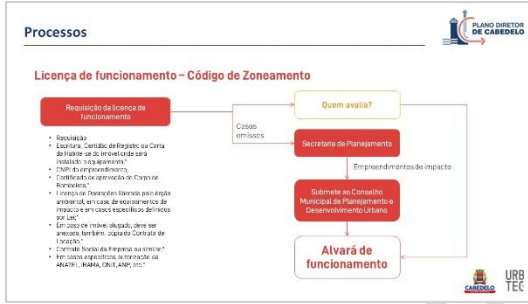 Processos
PLANO DIRETOR
DE CABEDELO
Licença de funcionamento – Código de Zoneamento
Requisição da licença de
funcionamento
Quem avalia?
Casos
omissos
Secretaria de Planejamento
Empreendimentos de impacto
Submete ao Conselho
Municipal de Planejamento e
Desenvolvimento Urbano
Alvará de
funcionamento
• Requisição
• Escritura, Certidão de Registro ou Carta
de Habite-se do imóvel onde será
instalado o equipamento;*
• CNPJ do empreendimento;
• Certificado de aprovação do Corpo de
Bombeiros;*
• Licença de Operações liberada pelo órgão
ambiental, em caso de equipamentos de
impacto e em casos específicos definidos
por Lei;*
• Em caso de imóvel alugado, deve ser
anexada, também, cópia do Contrato de
Locação.*
• Contrato Social da Empresa ou similar;*
• Em casos específicos, autorização da
ANATEL, IBAMA, DNIT, ANP, etc.*
CABEDELO
URB
TEC